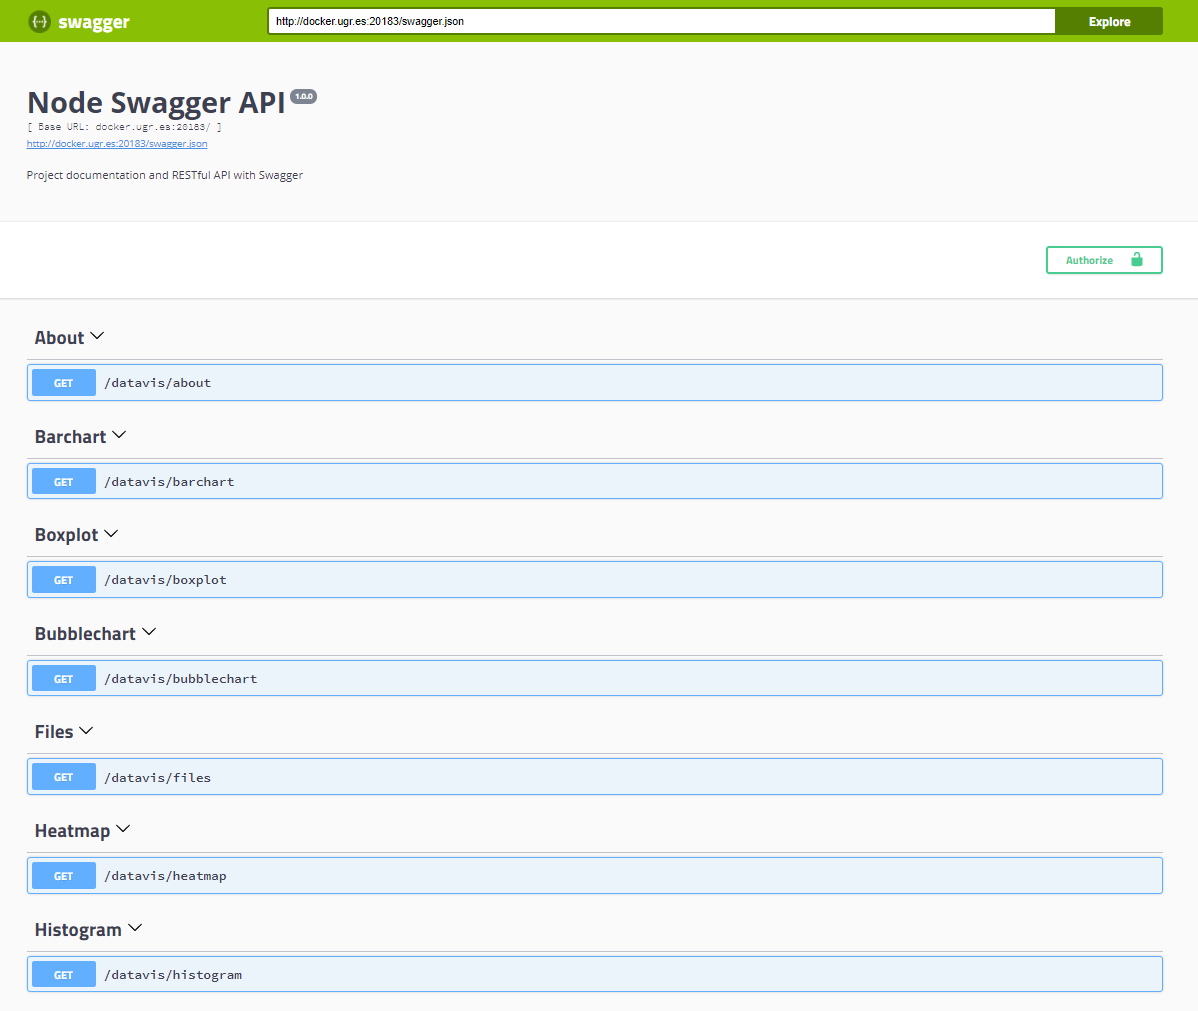 swagger
http://docker.ugr.es:20183/swagger.json
Explore
Node Swagger API 1.0.0
[ Base URL: docker.ugr.es:20183/ ]
http://docker.ugr.es:20183/swagger.json
Project documentation and RESTful API with Swagger
Authorize
About
GET /datavis/about
Barchart
GET /datavis/barchart
Boxplot
GET /datavis/boxplot
Bubblechart
GET /datavis/bubblechart
Files
GET /datavis/files
Heatmap
GET /datavis/heatmap
Histogram
GET /datavis/histogram